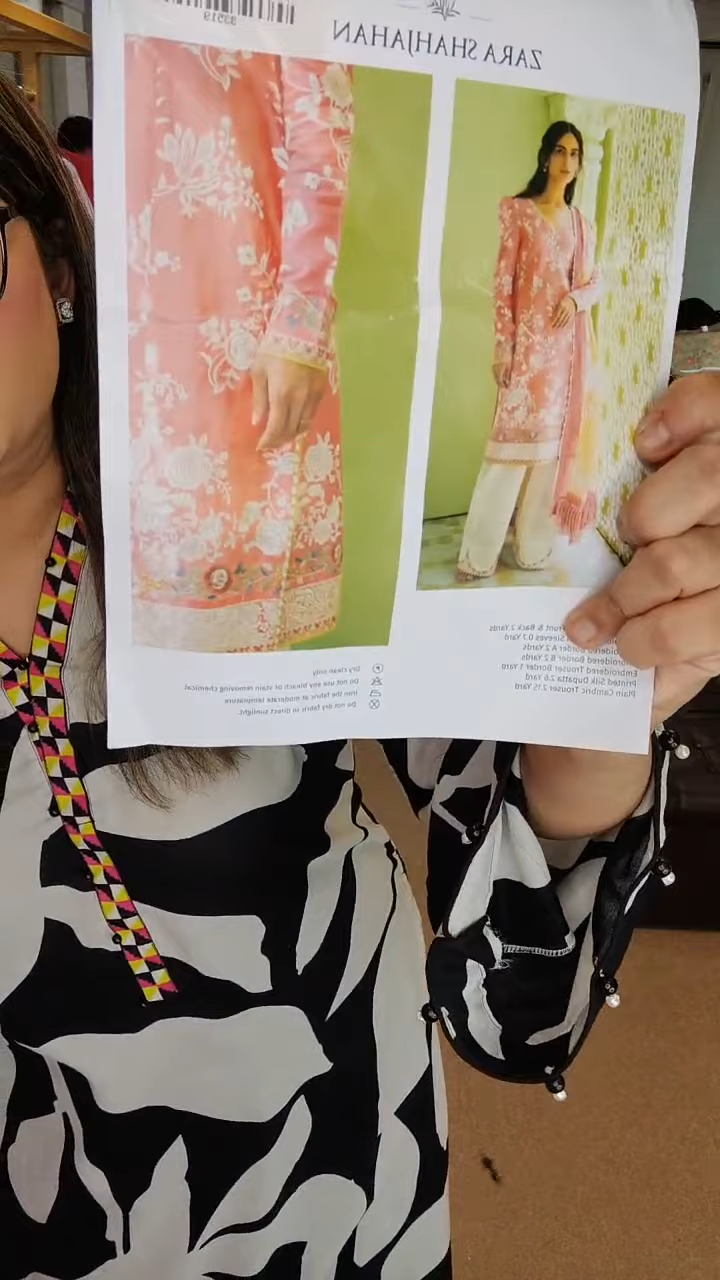 93519
ZARA SHAHJAHAN
Front & Back 2 Yards
Sleeves 0.7 Yard
Border A 2 Yards
Embroidered Border B 2 Yards
Embroidered Trouser Border 1 Yard
Printed Silk Dupatta 2.6 Yard
Plain Cambric Trouser 2.5 Yard
Dry clean only
Do not use any bleach or stain removing chemical
Iron the fabric at moderate temperature
Do not dry fabric in direct sunlight.